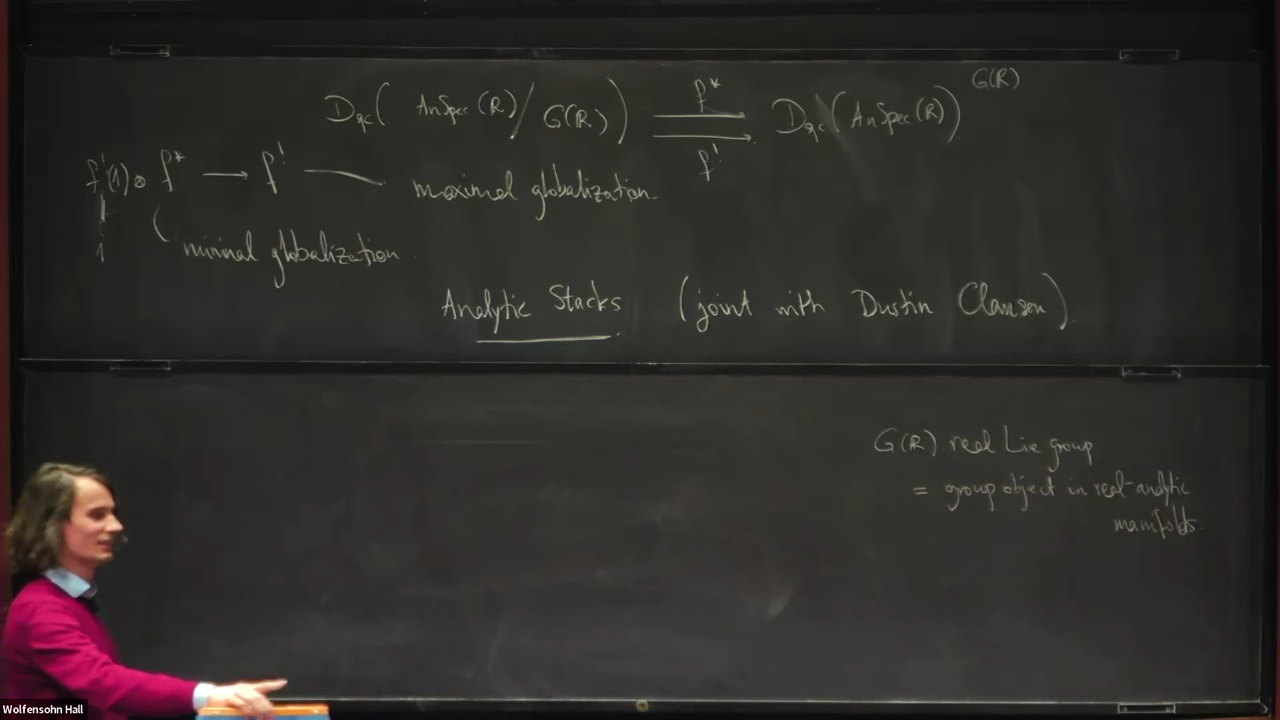 D_qc( AnSpec(R) / G(R) ) ⇉ D_qc(AnSpec(R))^G(R)
f^*
f^!
f^!(1) ⊗ f^* → f^! — maximal globalization.
1
minimal globalization.
Analytic Stacks (joint with Dustin Clausen).
G(R) real Lie group.
= group object in real-analytic
manifolds.
Wolfensohn Hall